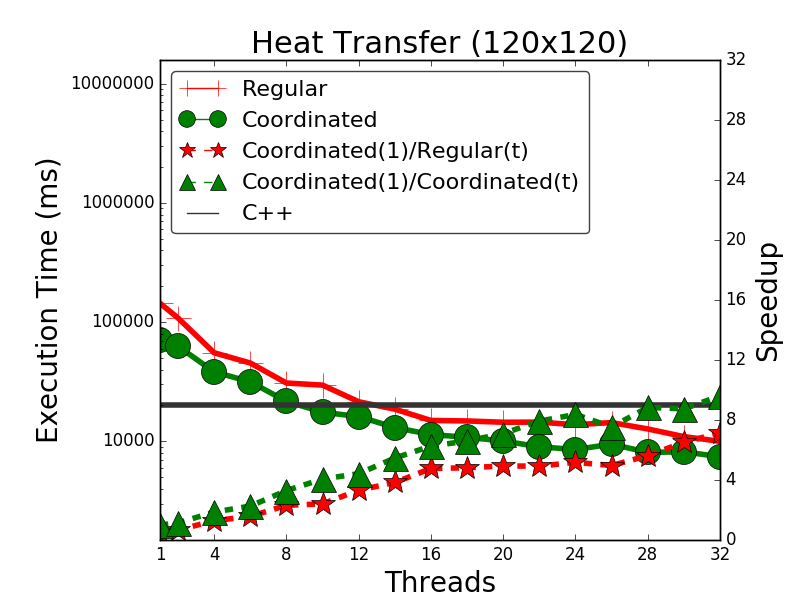 Heat Transfer (120x120)
Regular
Coordinated
Coordinated(1)/Regular(t)
Coordinated(1)/Coordinated(t)
C++
Execution Time (ms)
10000000
1000000
100000
10000
Speedup
32
28
24
20
16
12
8
4
0
1 4 8 12 16 20 24 28 32
Threads